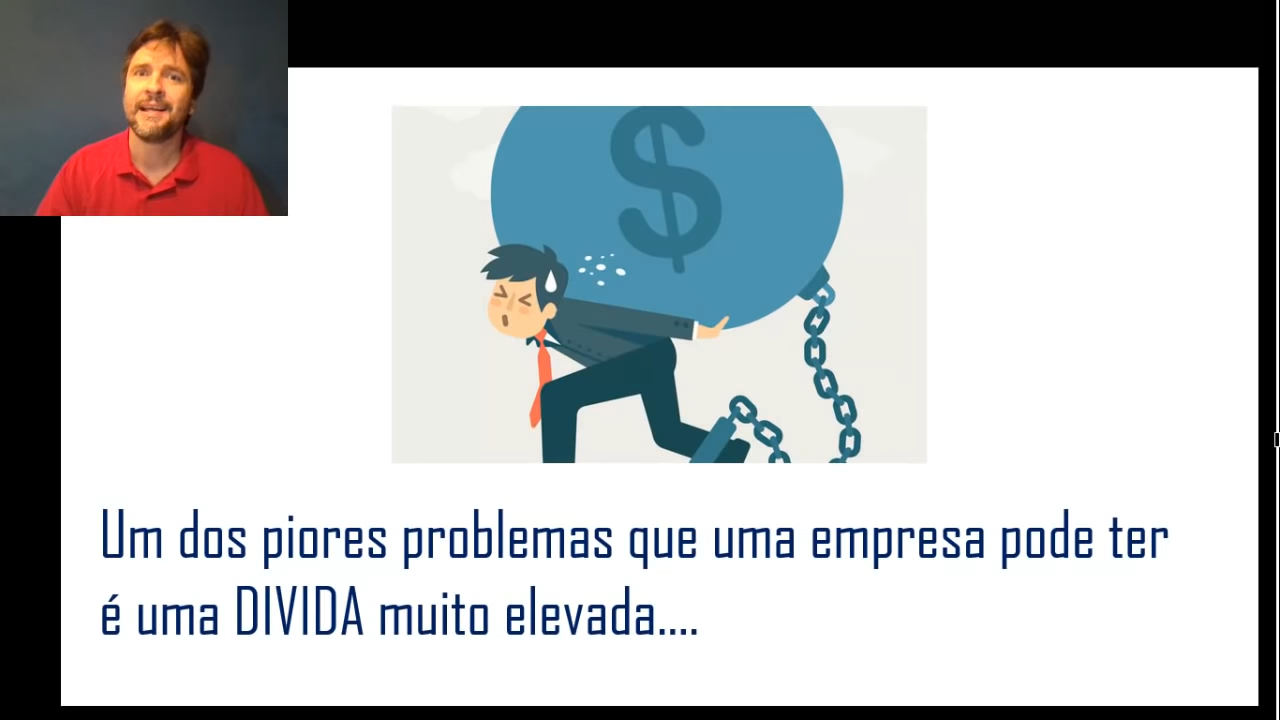 $
Um dos piores problemas que uma empresa pode ter
é uma DIVIDA muito elevada....